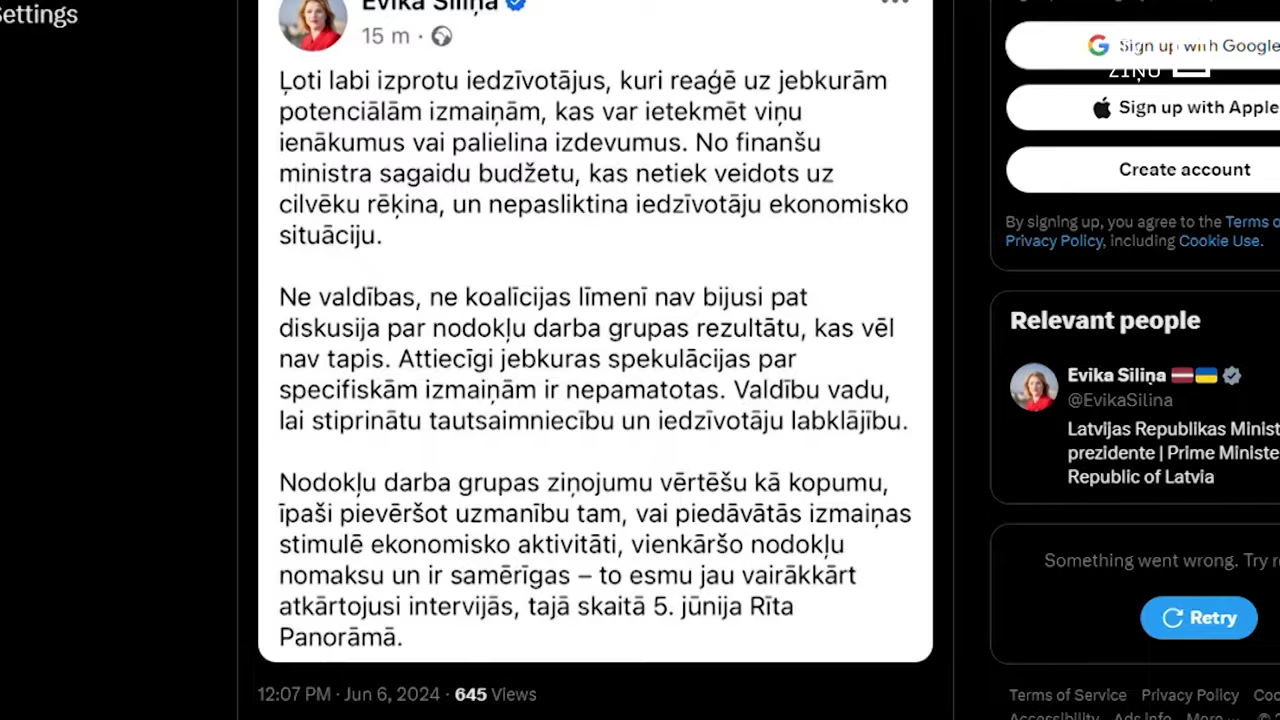 Settings
Evika Siliņa
15 m ·
Ļoti labi izprotu iedzīvotājus, kuri reaģē uz jebkurām
potenciālām izmaiņām, kas var ietekmēt viņu
ienākumus vai palielina izdevumus. No finanšu
ministra sagaidu budžetu, kas netiek veidots uz
cilvēku rēķina, un nepasliktina iedzīvotāju ekonomisko
situāciju.
Ne valdības, ne koalīcijas līmenī nav bijusi pat
diskusija par nodokļu darba grupas rezultātu, kas vēl
nav tapis. Attiecīgi jebkuras spekulācijas par
specifiskām izmaiņām ir nepamatotas. Valdību vadu,
lai stiprinātu tautsaimniecību un iedzīvotāju labklājību.
Nodokļu darba grupas ziņojumu vērtēšu kā kopumu,
īpaši pievēršot uzmanību tam, vai piedāvātās izmaiņas
stimulē ekonomisko aktivitāti, vienkāršo nodokļu
nomaksu un ir samērīgas – to esmu jau vairākkārt
atkārtojusi intervijās, tajā skaitā 5. jūnija Rīta
Panorāmā.
12:07 PM · Jun 6, 2024 · 645 Views
Sign up with Google
ZIŅU
Sign up with Apple
Create account
By signing up, you agree to the Terms o
Privacy Policy, including Cookie Use.
Relevant people
Evika Siliņa
@EvikaSilina
Latvijas Republikas Minist
prezidente | Prime Ministe
Republic of Latvia
Something went wrong. Try r
Retry
Terms of Service Privacy Policy Coo
Accessibility Ads info More ...